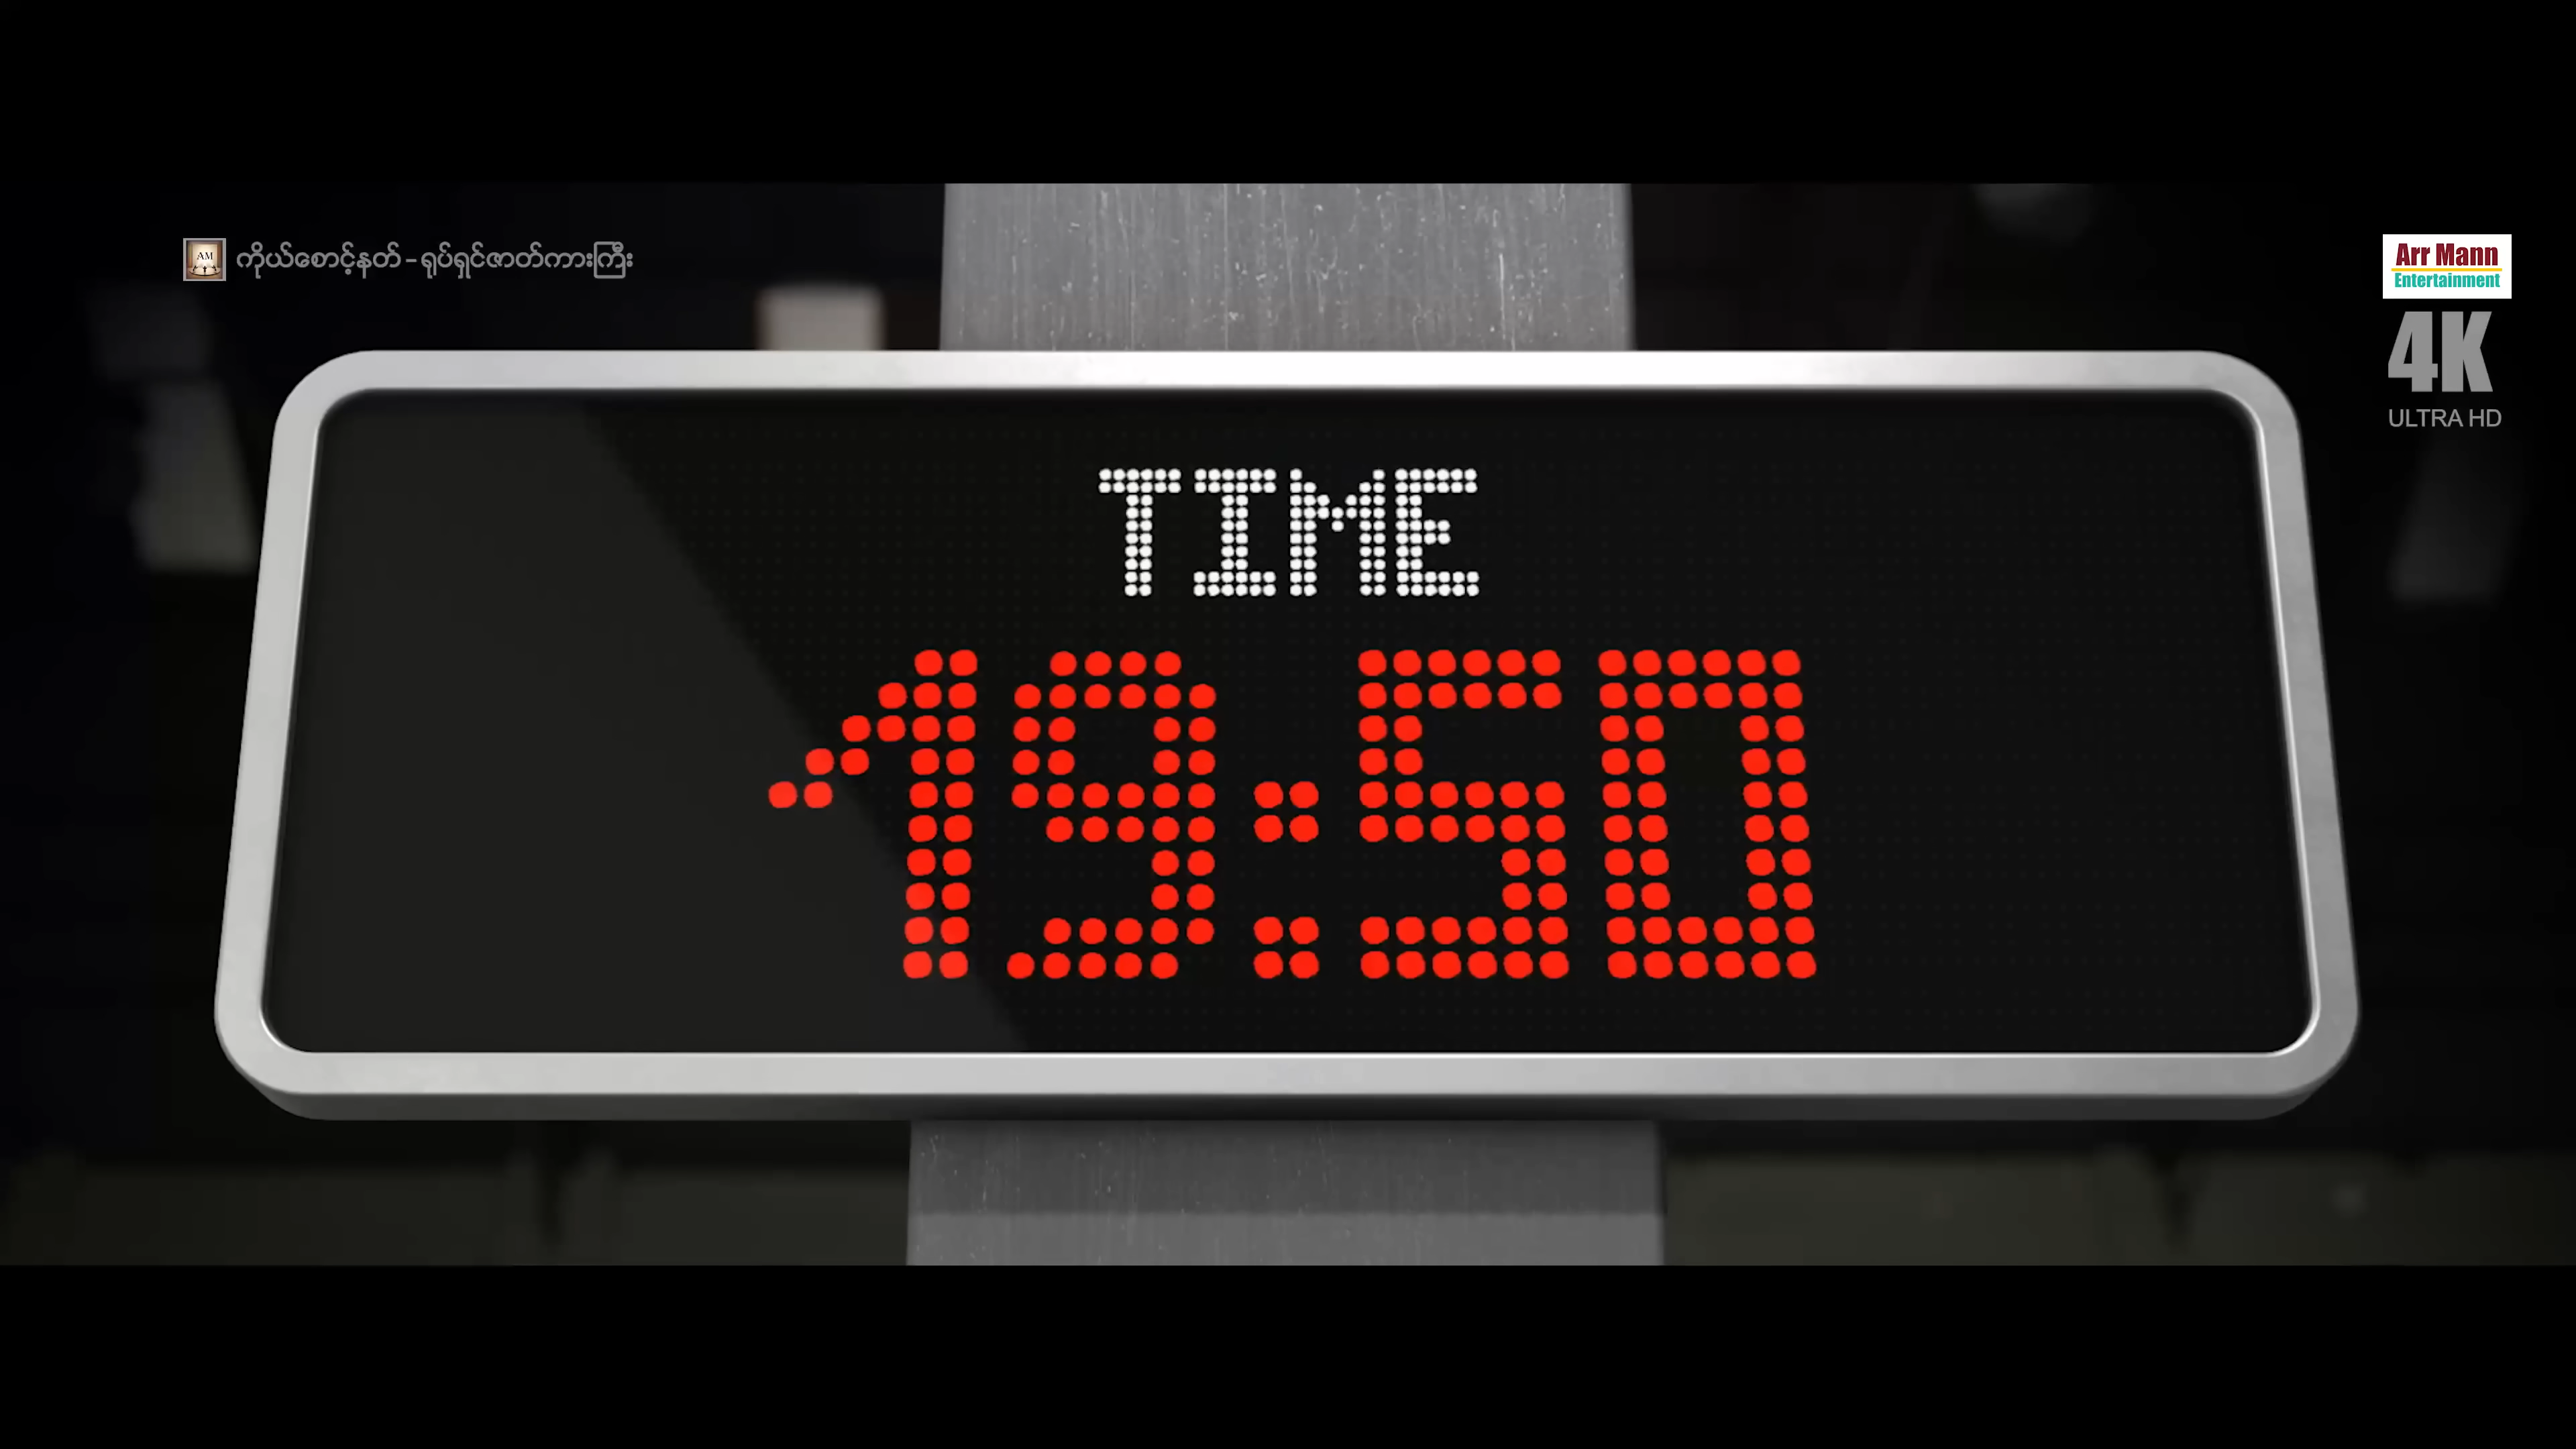 AM ကိုယ်စောင့်နတ် - ရုပ်ရှင်ဇာတ်ကားကြီး
Arr Mann
Entertainment
4K
ULTRA HD
TIME
19:50